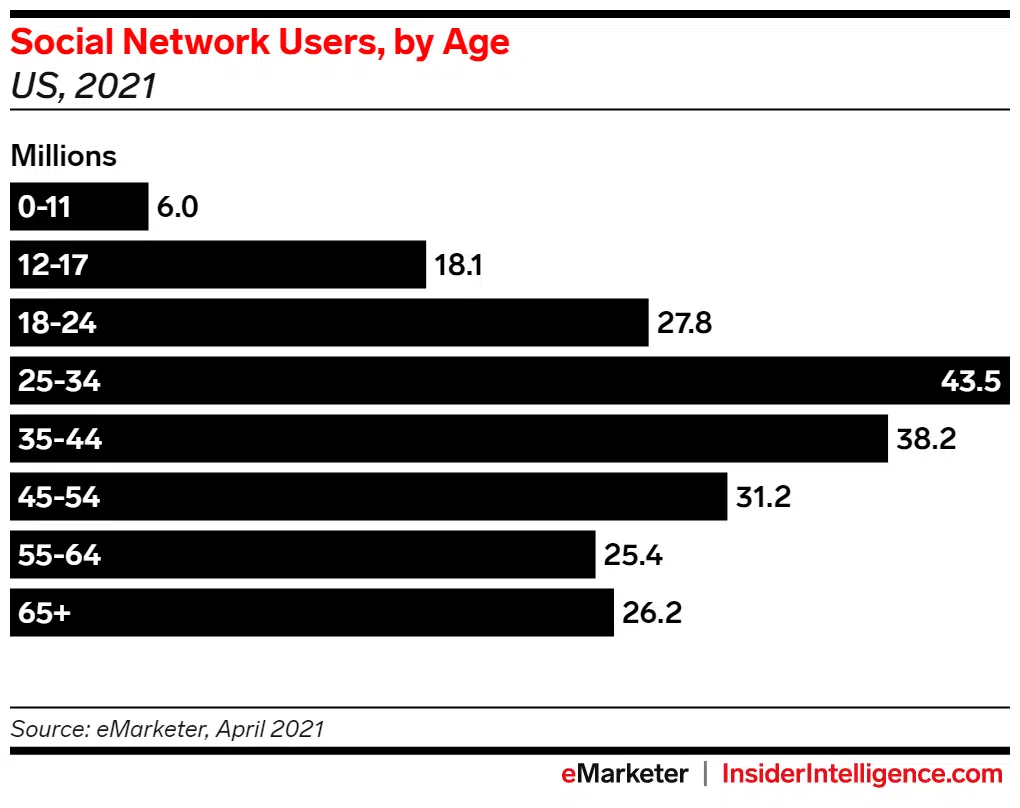 Social Network Users, by Age
US, 2021
Millions
0-11 6.0
12-17 18.1
18-24 27.8
25-34 43.5
35-44 38.2
45-54 31.2
55-64 25.4
65+ 26.2
Source: eMarketer, April 2021
eMarketer | InsiderIntelligence.com